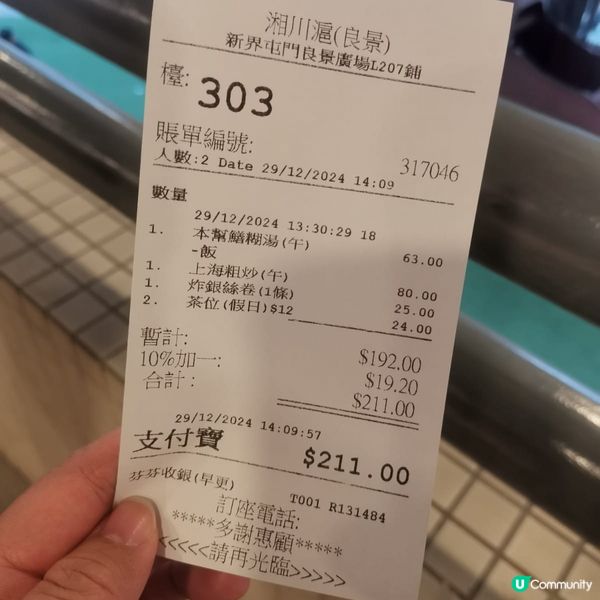 湘川滬(良景)
新界屯門良景廣場L207鋪
檯: 303
賬單編號: 317046
人數:2 Date 29/12/2024 14:09
數量
29/12/2024 13:30:29 18
1. 本幫鱔糊湯(午) 63.00
-飯
1. 上海粗炒(午) 80.00
1. 炸銀絲卷(1條) 25.00
2. 茶位(假日)$12 24.00
暫計: $192.00
10%加一: $19.20
合計: $211.00
29/12/2024 14:09:57
支付寶 $211.00
芬芬收銀(早更) T001 R131484
訂座電話:
*****多謝惠顧*****
<<<<<請再光臨>>>>>
U Community